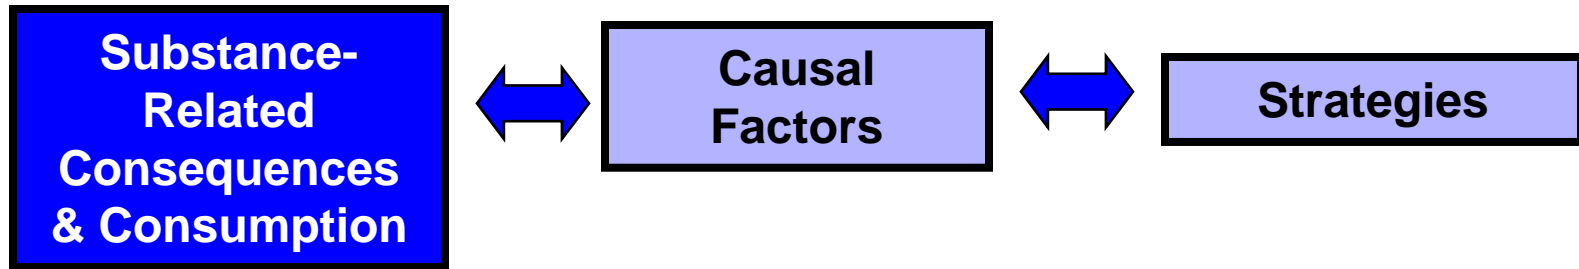 Substance-
Related
Consequences
& Consumption
Causal
Factors
Strategies